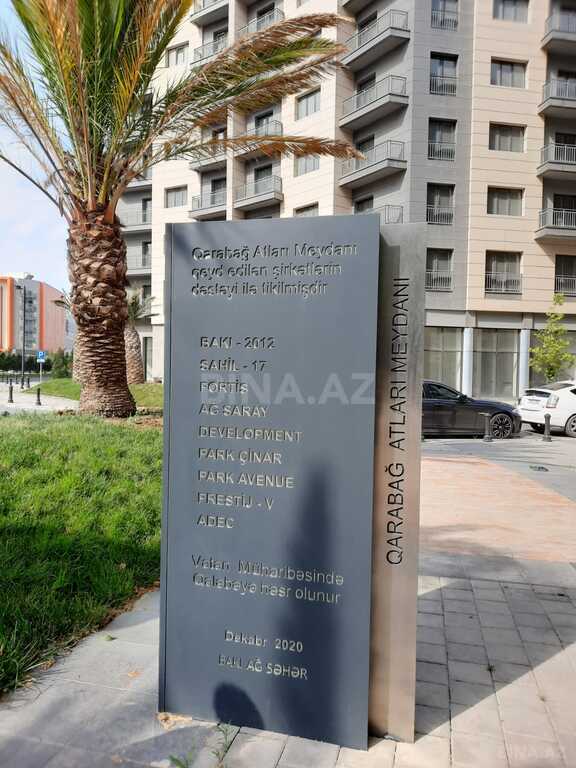 Qarabağ Atları Meydanı
qeyd edilən şirkətlərin
dəstəyi ilə tikilmişdir
BAKI - 2012
SAHİL - 17
FORTİS
AĞ SARAY
DEVELOPMENT
PARK ÇİNAR
PARK AVENUE
PRESTİJ - V
ADEC
Vətən Müharibəsində
Qələbəyə həsr olunur
Dekabr 2020
BAKI AĞ ŞƏHƏR
QARABAĞ ATLARI MEYDANI
BINA.AZ
BINA.AZ